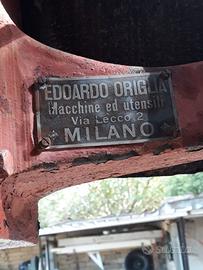 EDOARDO ORIGLIA
Macchine ed utensili
Via Lecco,2
MILANO